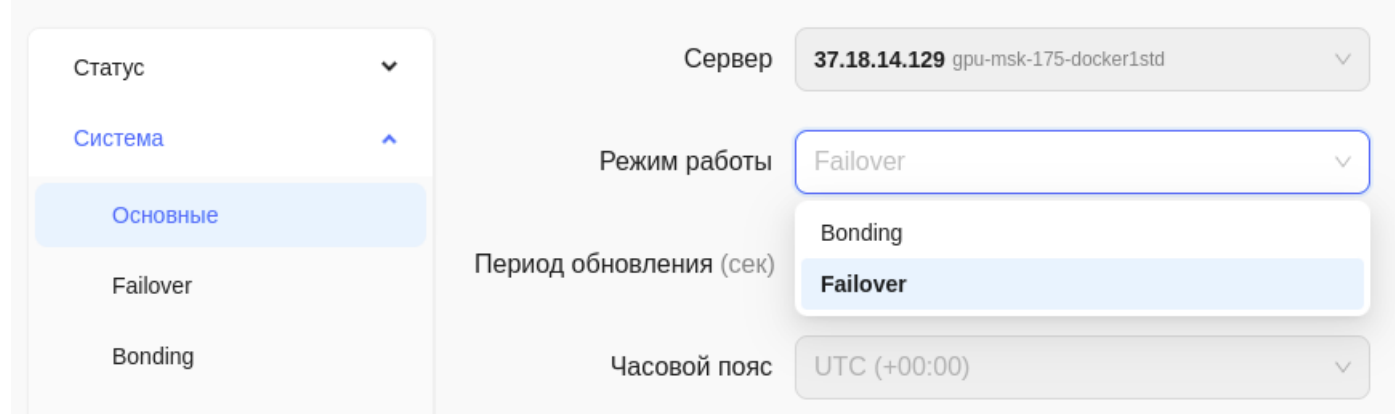 Статус
Система
Основные
Failover
Bonding
Сервер 37.18.14.129 gpu-msk-175-docker1std
Режим работы Failover
Bonding
Failover
Период обновления (сек)
Часовой пояс UTC (+00:00)